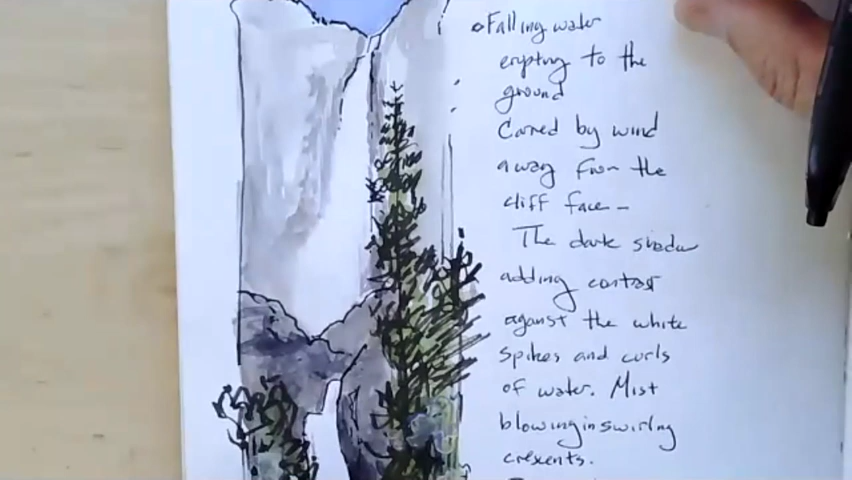 Falling water
erupting to the
ground
Carried by wind
away from the
cliff face -
The dark shadow
adding contrast
against the white
spikes and curls
of water. Mist
blowing in swirling
crescents.